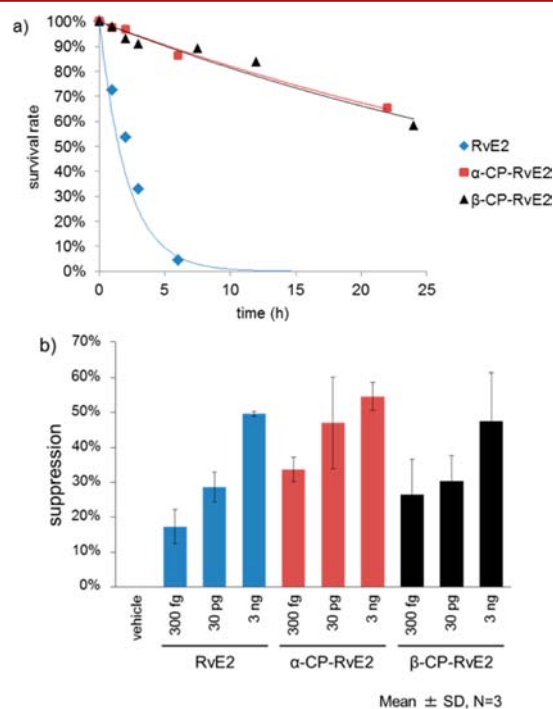 a)
100%
90%
80%
70%
60%
50%
40%
30%
20%
10%
0%
survival rate
0
5
10
15
20
25
time (h)
RvE2
α-CP-RvE2
β-CP-RvE2
b)
70%
60%
50%
40%
30%
20%
10%
0%
suppression
vehicle
300 fg
30 pg
3 ng
300 fg
30 pg
3 ng
300 fg
30 pg
3 ng
RvE2
α-CP-RvE2
β-CP-RvE2
Mean ± SD, N=3